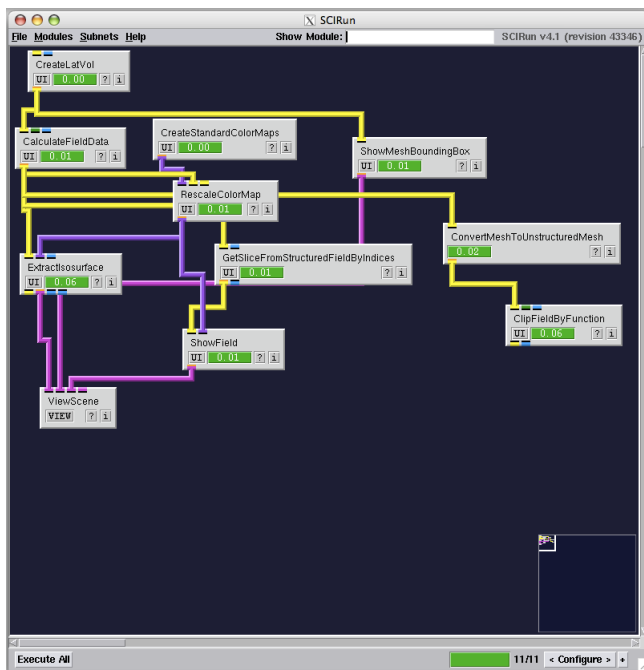 X SCIRun
File Modules Subnets Help Show Module: SCIRun v4.1 (revision 43346)
CreateLatVol
UI 0.00 ? i
CalculateFieldData
UI 0.01 ? i
CreateStandardColorMaps
UI 0.00 ? i
ShowMeshBoundingBox
UI 0.01 ? i
RescaleColorMap
UI 0.01 ? i
ConvertMeshToUnstructuredMesh
0.02 ? i
ExtractIsosurface
UI 0.06 ? i
GetSliceFromStructuredFieldByIndices
UI 0.01 ? i
ClipFieldByFunction
UI 0.06 ? i
ShowField
UI 0.01 ? i
ViewScene
VIEW ? i
Execute All 11/11 < Configure > +